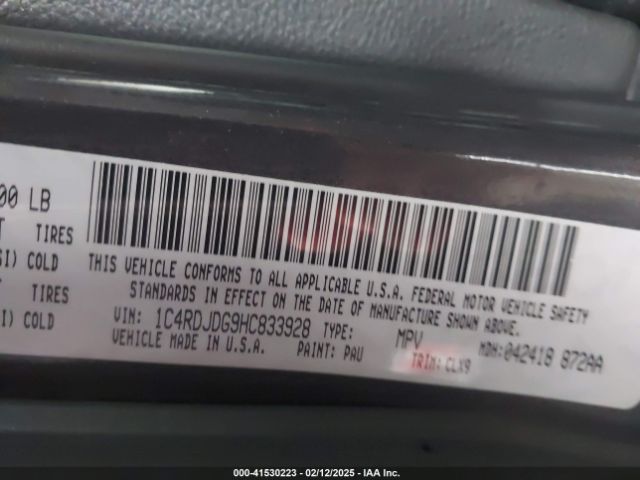 00 LB
TIRES
SI) COLD
TIRES
I) COLD
THIS VEHICLE CONFORMS TO ALL APPLICABLE U.S.A. FEDERAL MOTOR VEHICLE SAFETY
STANDARDS IN EFFECT ON THE DATE OF MANUFACTURE SHOWN ABOVE.
VIN: 1C4RDJDG9HC833928 TYPE: MPV MDH:042418 872AA
VEHICLE MADE IN U.S.A. PAINT: PAU TRIM: CLX9
000-41530223 - 02/12/2025 - IAA Inc.